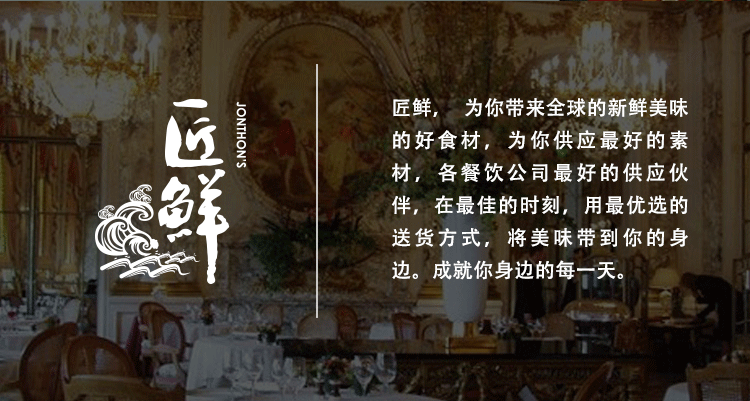 匠鲜
JONTHON'S
匠鲜， 为你带来全球的新鲜美味
的好食材，为你供应最好的素
材，各餐饮公司最好的供应伙
伴，在最佳的时刻，用最优选的
送货方式，将美味带到你的身
边。成就你身边的每一天。